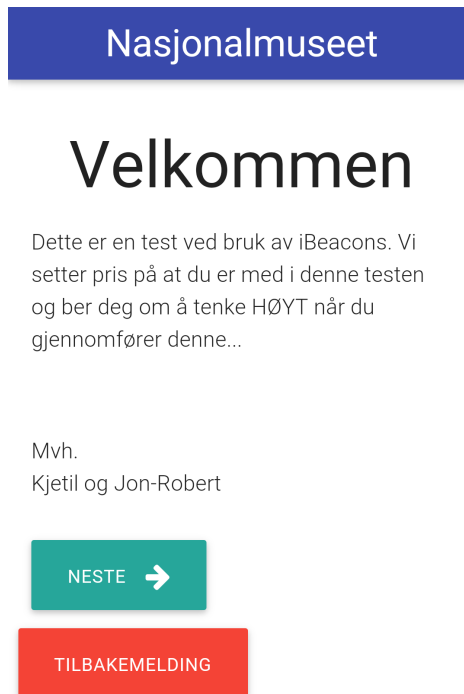 Nasjonalmuseet
Velkommen
Dette er en test ved bruk av iBeacons. Vi
setter pris på at du er med i denne testen
og ber deg om å tenke HØYT når du
gjennomfører denne...
Mvh.
Kjetil og Jon-Robert
NESTE
TILBAKEMELDING